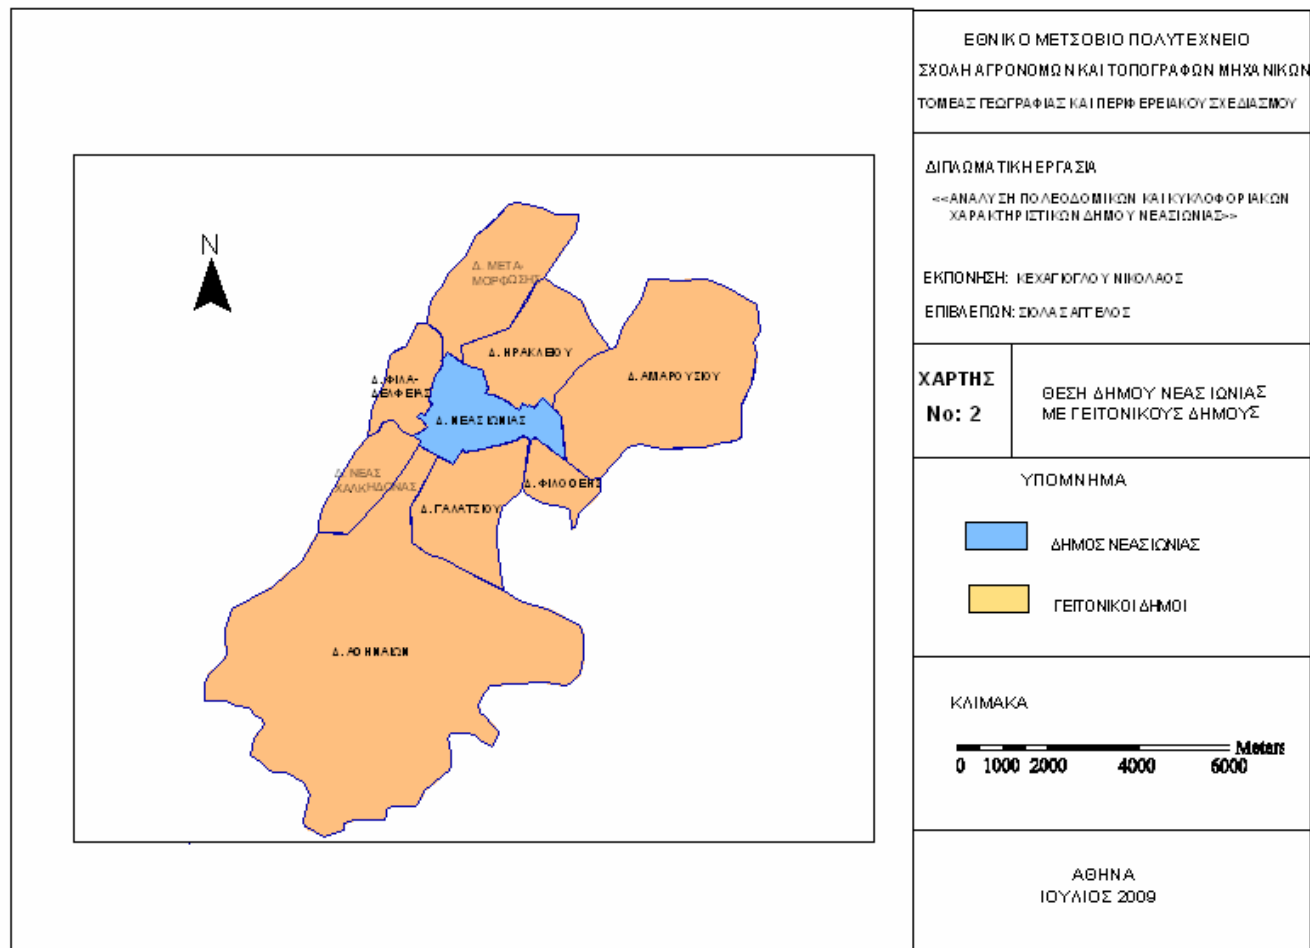 N
Δ. ΜΕΤΑ-
ΜΟΡΦΩΣΗΣ
Δ. ΗΡΑΚΛΕΙΟΥ
Δ. ΑΜΑΡΟΥΣΙΟΥ
Δ. ΦΙΛΑ-
ΔΕΛΦΕΙΑΣ
Δ. ΝΕΑΣ ΙΩΝΙΑΣ
Δ. ΝΕΑΣ
ΧΑΛΚΗΔΟΝΑΣ
Δ. ΦΙΛΟΘΕΗΣ
Δ. ΓΑΛΑΤΣΙΟΥ
Δ. ΑΘΗΝΑΙΩΝ
ΕΘΝΙΚΟ ΜΕΤΣΟΒΙΟ ΠΟΛΥΤΕΧΝΕΙΟ
ΣΧΟΛΗ ΑΓΡΟΝΟΜΩΝ ΚΑΙ ΤΟΠΟΓΡΑΦΩΝ ΜΗΧΑΝΙΚΩΝ
ΤΟΜΕΑΣ ΓΕΩΓΡΑΦΙΑΣ ΚΑΙ ΠΕΡΙΦΕΡΕΙΑΚΟΥ ΣΧΕΔΙΑΣΜΟΥ
ΔΙΠΛΩΜΑΤΙΚΗ ΕΡΓΑΣΙΑ
<<ΑΝΑΛΥΣΗ ΠΟΛΕΟΔΟΜΙΚΩΝ ΚΑΙ ΚΥΚΛΟΦΟΡΙΑΚΩΝ
ΧΑΡΑΚΤΗΡΙΣΤΙΚΩΝ ΔΗΜΟΥ ΝΕΑΣ ΙΩΝΙΑΣ>>
ΕΚΠΟΝΗΣΗ: ΚΕΧΑΓΙΟΓΛΟΥ ΝΙΚΟΛΑΟΣ
ΕΠΙΒΛΕΠΩΝ: ΣΙΟΛΑΣ ΑΓΓΕΛΟΣ
ΧΑΡΤΗΣ
Νο: 2
ΘΕΣΗ ΔΗΜΟΥ ΝΕΑΣ ΙΩΝΙΑΣ
ΜΕ ΓΕΙΤΟΝΙΚΟΥΣ ΔΗΜΟΥΣ
ΥΠΟΜΝΗΜΑ
ΔΗΜΟΣ ΝΕΑΣ ΙΩΝΙΑΣ
ΓΕΙΤΟΝΙΚΟΙ ΔΗΜΟΙ
ΚΛΙΜΑΚΑ
Meters
0 1000 2000 4000 6000
ΑΘΗΝΑ
ΙΟΥΛΙΟΣ 2009